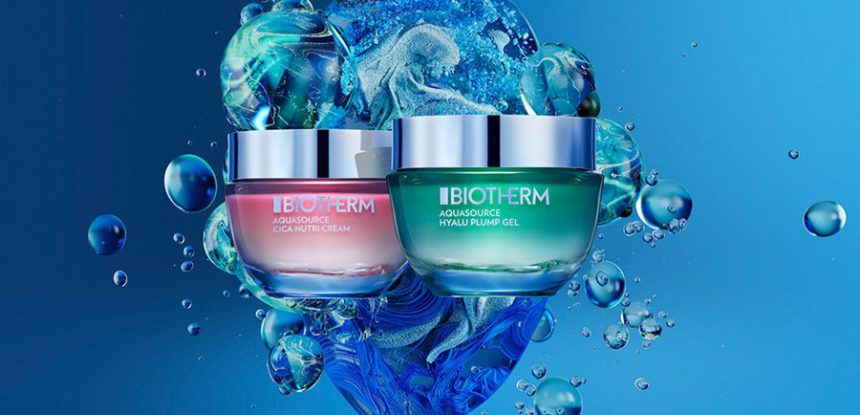 BIOTHERM
AQUASOURCE
CICA NUTRI CREAM
BIOTHERM
AQUASOURCE
HYALU PLUMP GEL